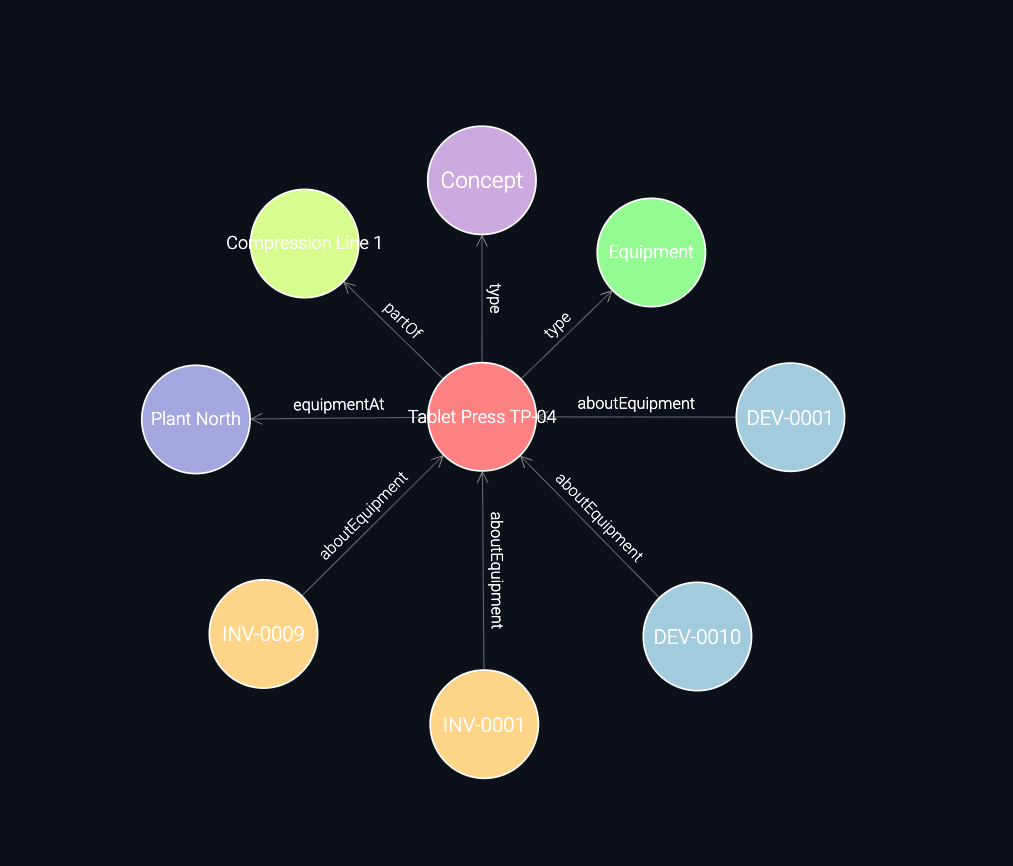 Concept
Compression Line 1
Equipment
type
type
partOf
equipmentAt
aboutEquipment
Plant North
Tablet Press TP-04
DEV-0001
aboutEquipment
aboutEquipment
aboutEquipment
INV-0009
DEV-0010
INV-0001